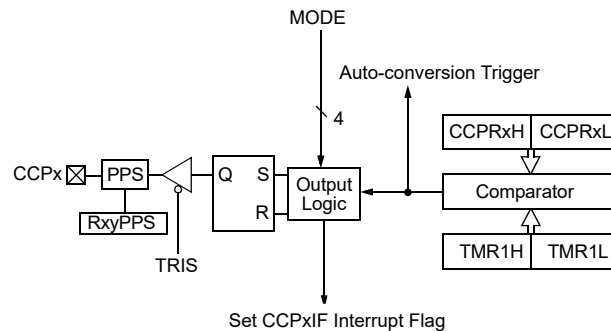 MODE
Auto-conversion Trigger
4
CCPRxH CCPRxL
CCPx PPS Q S Output Logic Comparator
R
RxyPPS
TMR1H TMR1L
TRIS
Set CCPxIF Interrupt Flag